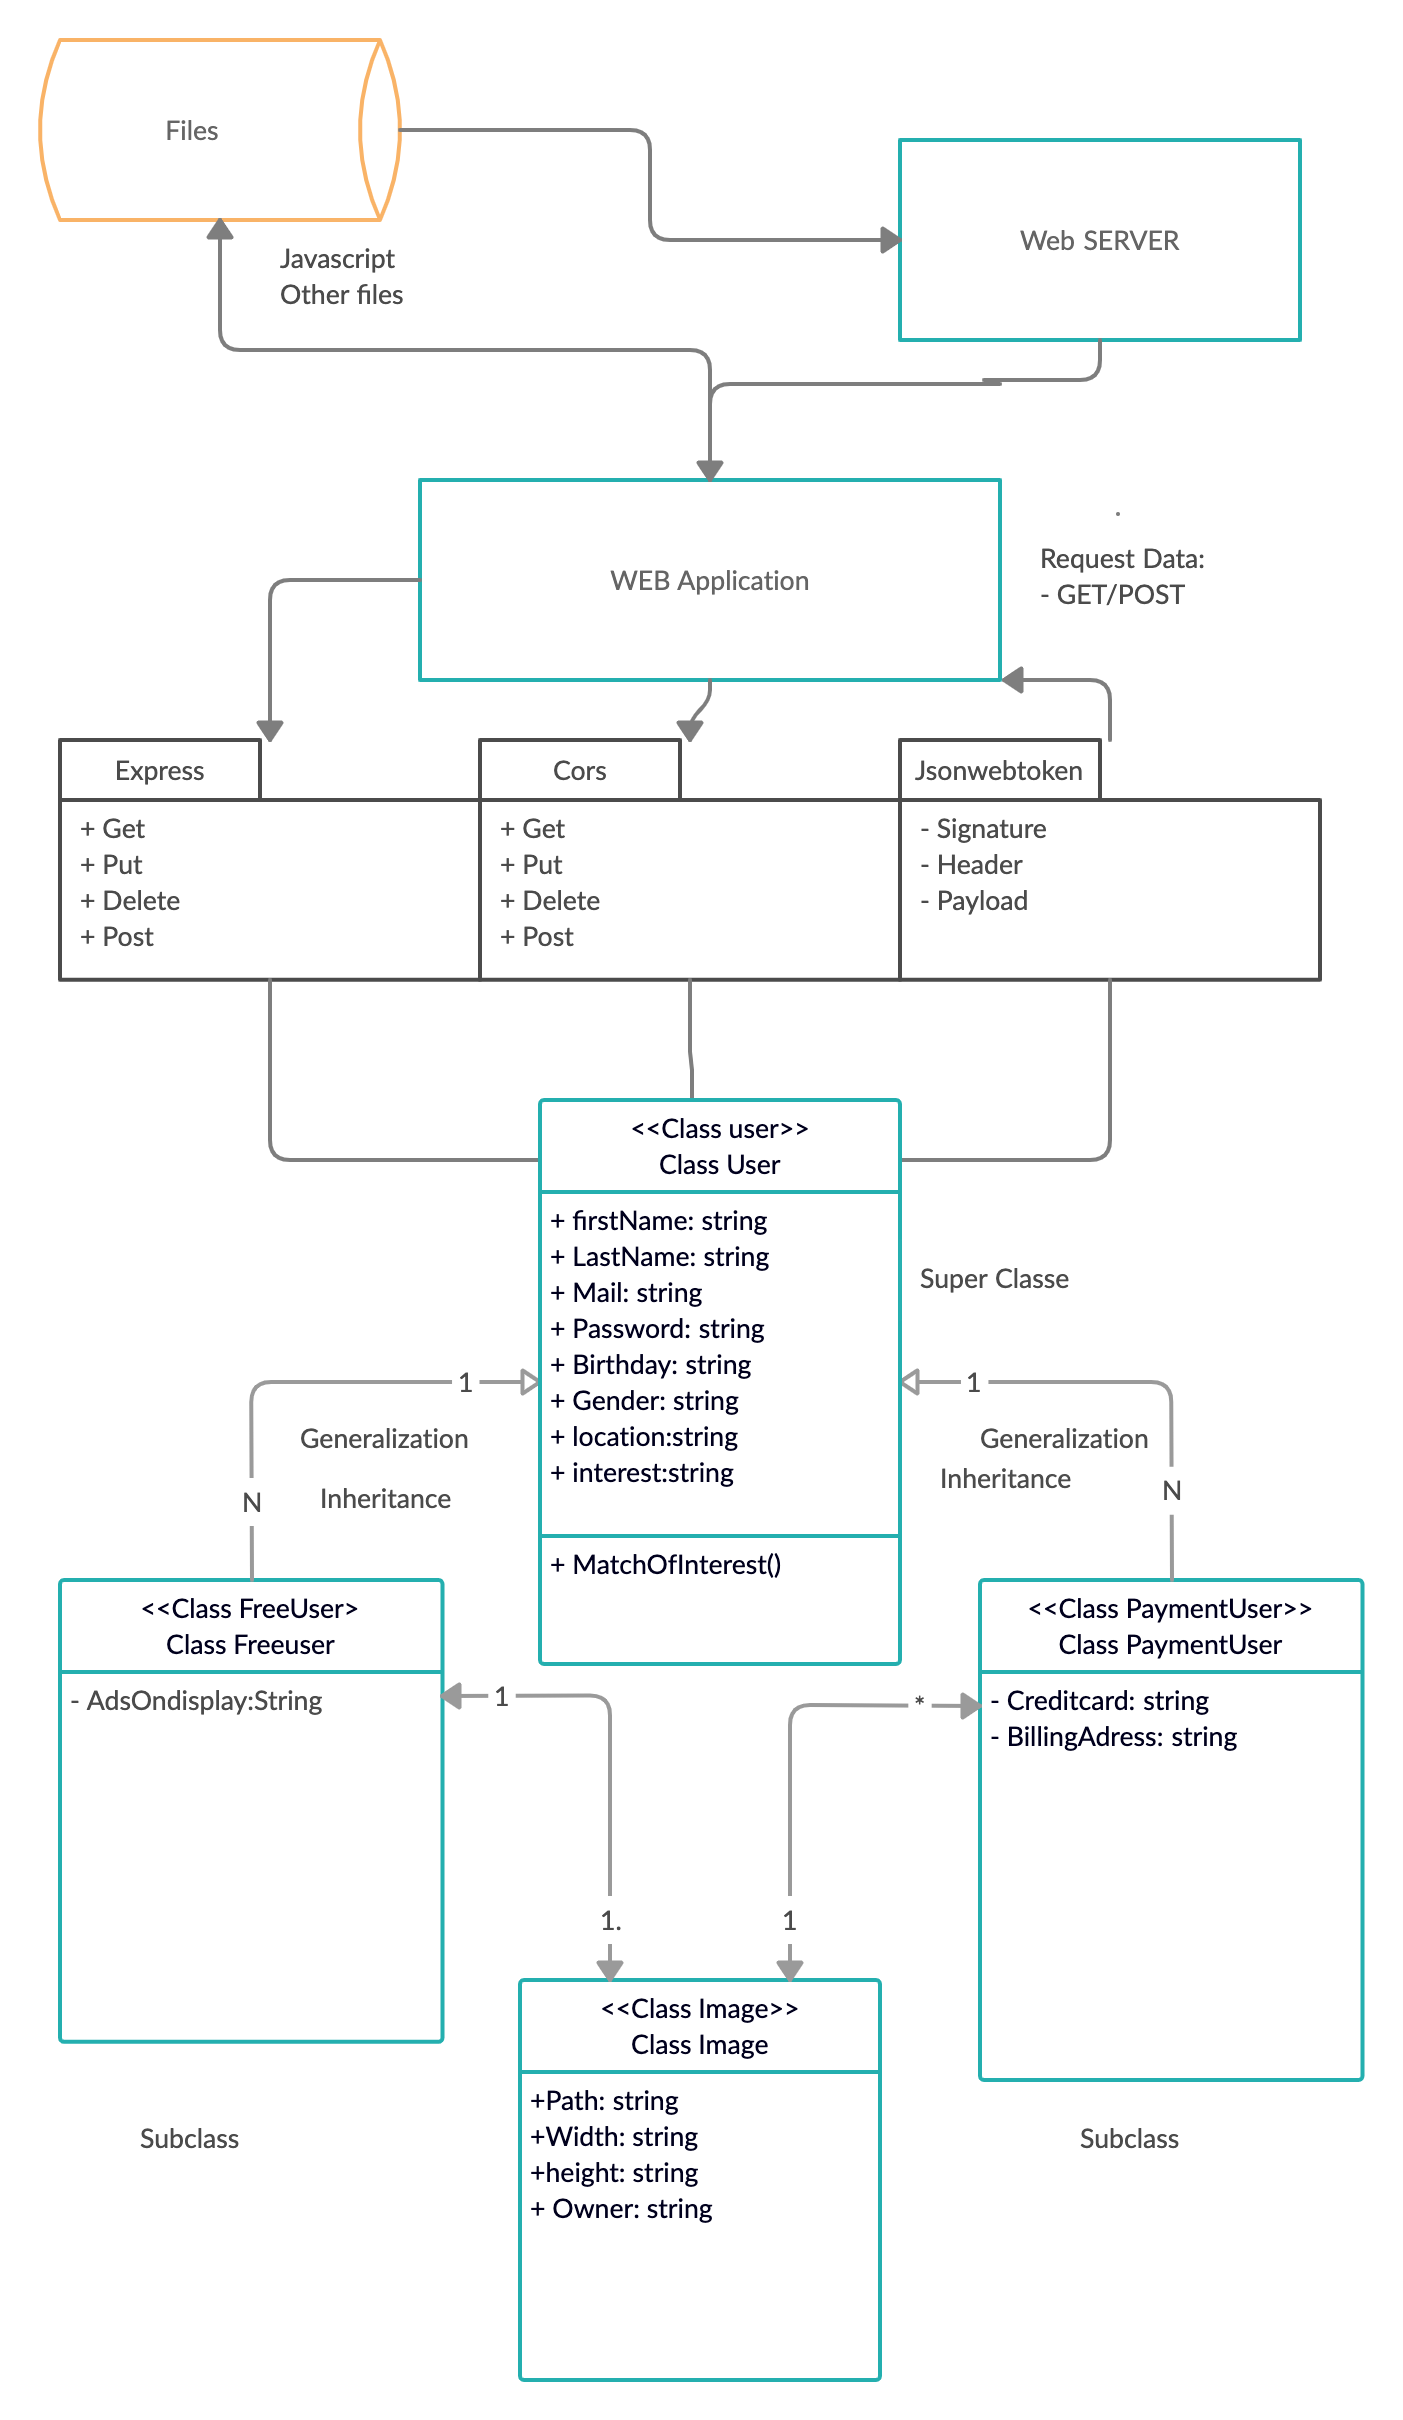 Files
Web SERVER
Javascript
Other files
WEB Application
Request Data:
- GET/POST
Express
+ Get
+ Put
+ Delete
+ Post
Cors
+ Get
+ Put
+ Delete
+ Post
Jsonwebtoken
- Signature
- Header
- Payload
<<Class user>>
Class User
+ firstName: string
+ LastName: string
+ Mail: string
+ Password: string
+ Birthday: string
+ Gender: string
+ location:string
+ interest:string
+ MatchOfInterest()
Super Classe
1
Generalization
Inheritance
N
1
Generalization
Inheritance
N
<<Class FreeUser>
Class Freeuser
- AdsOndisplay:String
<<Class PaymentUser>>
Class PaymentUser
- Creditcard: string
- BillingAdress: string
1
*
1.
1
<<Class Image>>
Class Image
+Path: string
+Width: string
+height: string
+ Owner: string
Subclass
Subclass